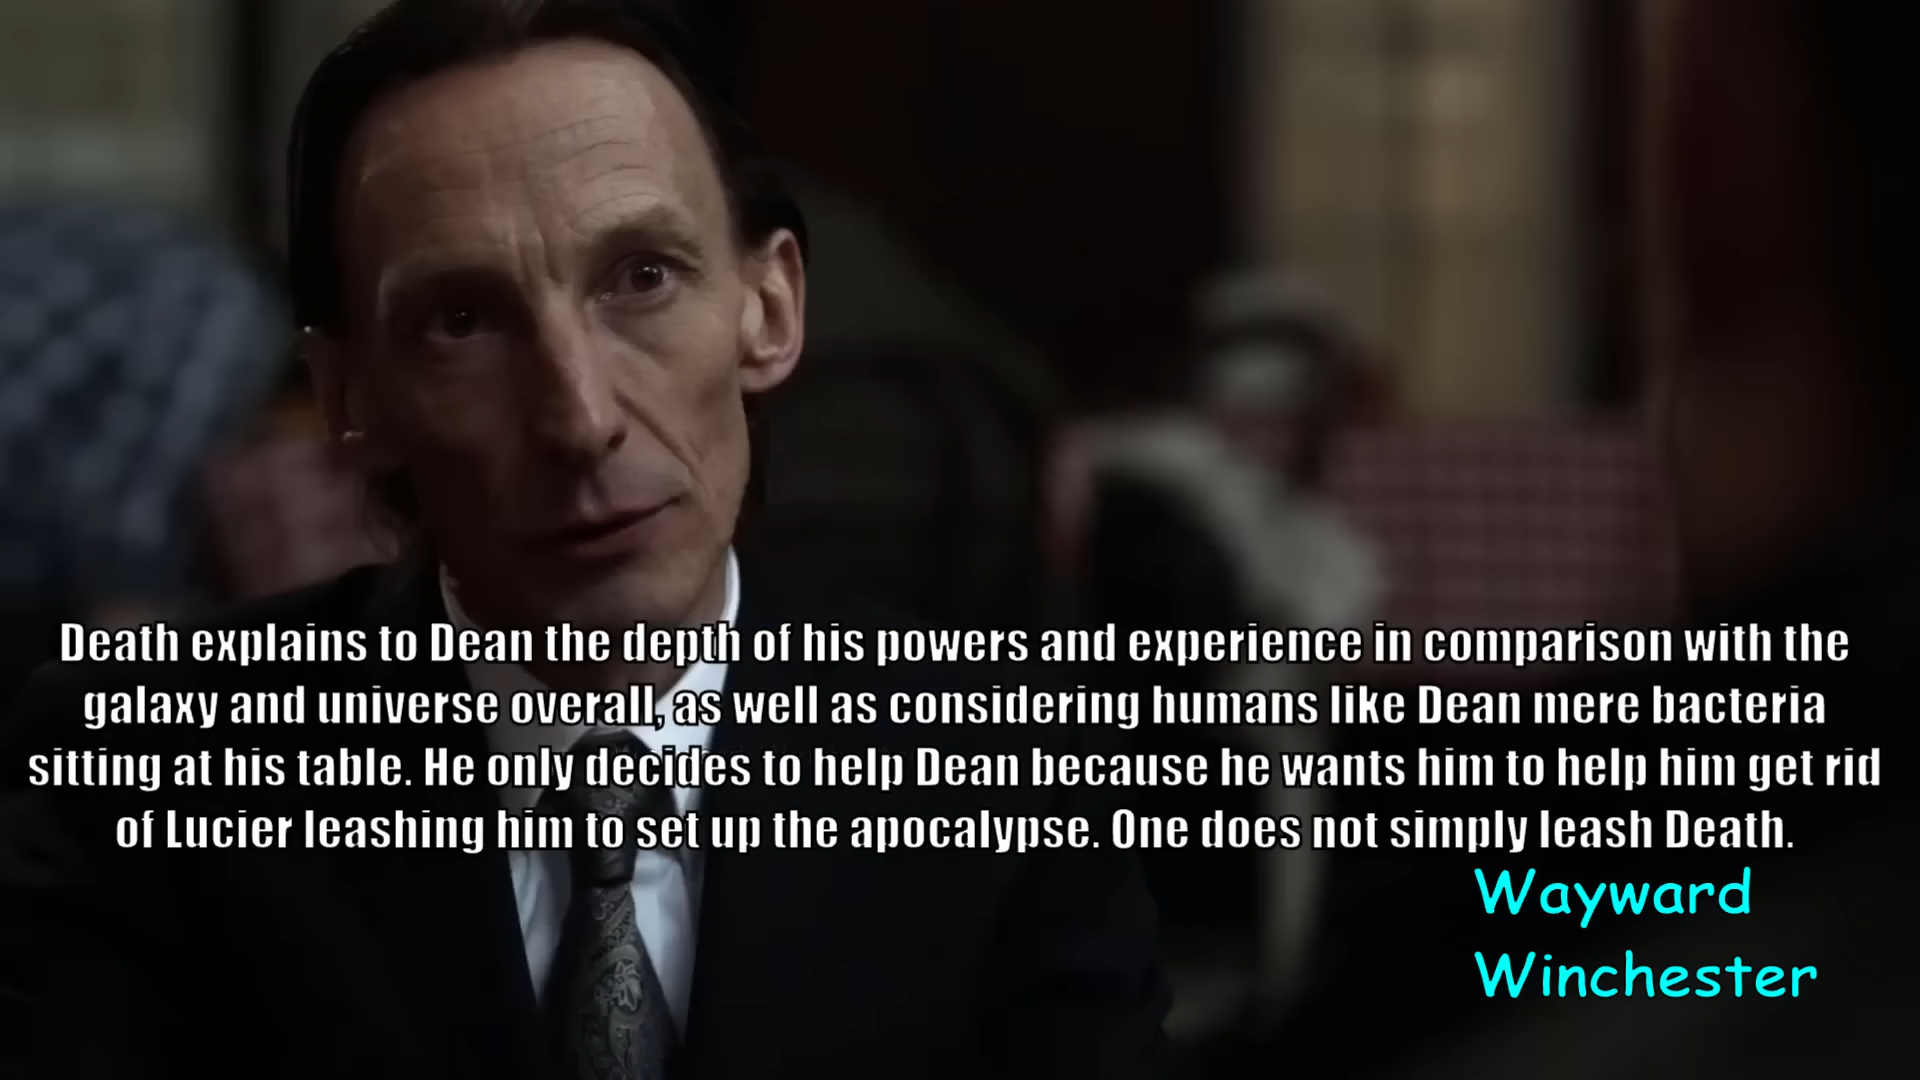 Death explains to Dean the depth of his powers and experience in comparison with the
galaxy and universe overall, as well as considering humans like Dean mere bacteria
sitting at his table. He only decides to help Dean because he wants him to help him get rid
of Lucier leashing him to set up the apocalypse. One does not simply leash Death.
Wayward
Winchester